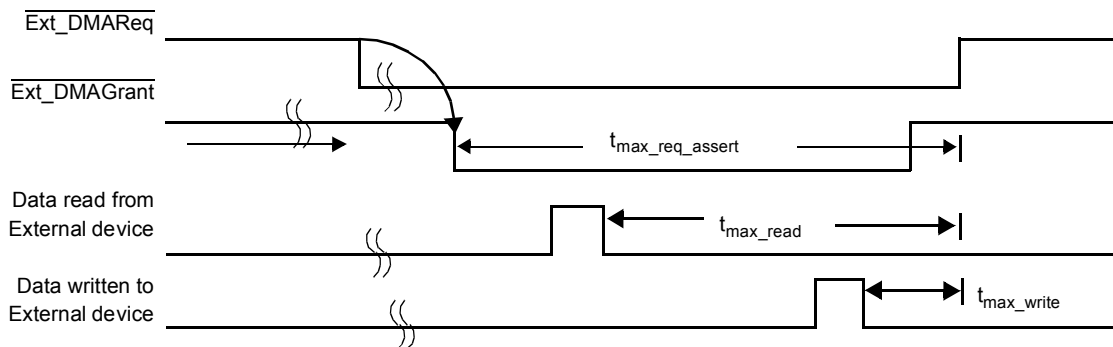 Ext_DMAReq
Ext_DMAGrant
t_max_req_assert
Data read from
External device
t_max_read
Data written to
External device
t_max_write